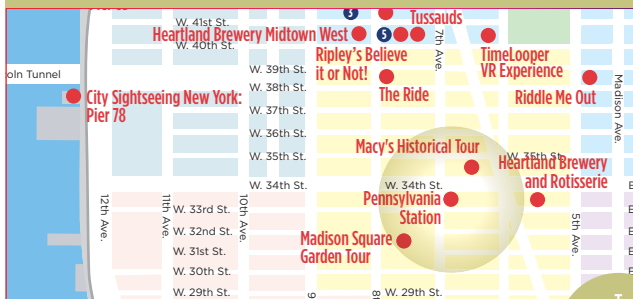 3
Tussauds
W. 41st St.
Heartland Brewery Midtown West
5
W. 40th St.
7th Ave.
Ripley's Believe
it or Not!
TimeLooper
VR Experience
oln Tunnel
W. 39th St.
W. 38th St.
The Ride
Riddle Me Out
Madison Ave.
City Sightseeing New York:
Pier 78
W. 37th St.
W. 36th St.
W. 35th St.
Macy's Historical Tour
W. 35th St.
Heartland Brewery
and Rotisserie
W. 34th St.
W. 34th St.
Pennsylvania
Station
12th Ave.
11th Ave.
10th Ave.
5th Ave.
W. 33rd St.
W. 32nd St.
Madison Square
Garden Tour
W. 31st St.
W. 30th St.
W. 29th St.
W. 29th St.